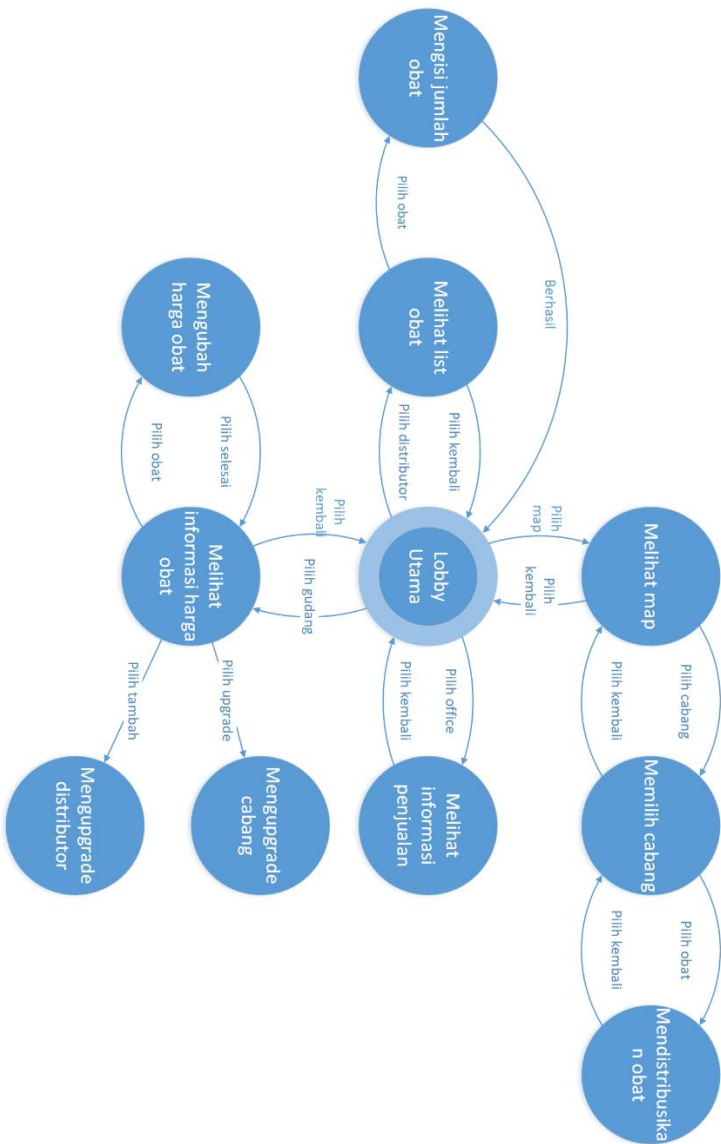 Pilih cabang
Pilih obat
Melihat map
Memilih cabang
Mendistribusika
n obat
Pilih kembali
Pilih kembali
Pilih
map
Pilih
kembali
Berhasil
Pilih kembali
Pilih office
Mengisi jumlah
obat
Melihat list
obat
Lobby
Utama
Melihat
informasi
penjualan
Pilih obat
Pilih distributor
Pilih kembali
Pilih
kembali
Pilih gudang
Pilih upgrade
Mengupgrade
cabang
Pilih selesai
Mengubah
harga obat
Melihat
informasi harga
obat
Pilih obat
Pilih tambah
Mengupgrade
distributor